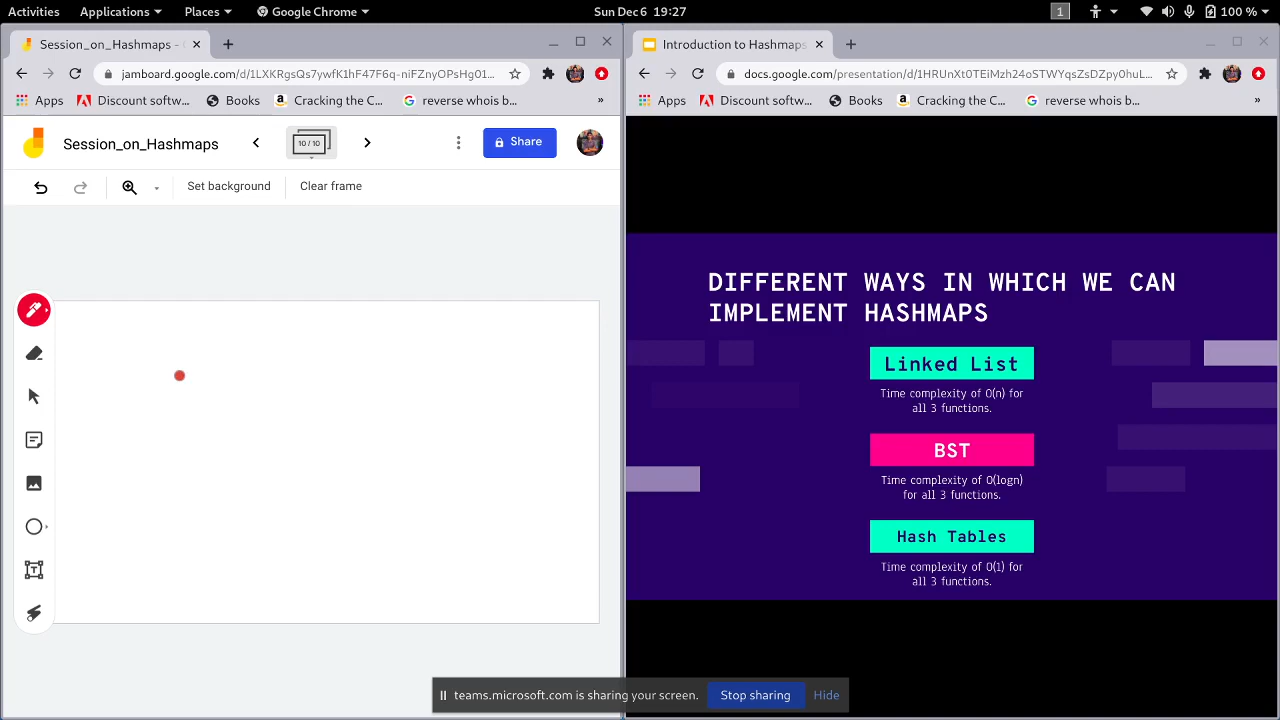 Activities Applications Places Google Chrome Sun Dec 6 19:27 1 100 %
Session_on_Hashmaps -
jamboard.google.com/d/1LXKRgsQs7ywfK1hF47F6q-niFZnyOPsHg01...
Apps Discount softw... Books Cracking the C... reverse whois b... »
Session_on_Hashmaps 10 / 10 Share
Set background Clear frame
Introduction to Hashmaps
docs.google.com/presentation/d/1HRUnXt0TEiMzh24oSTWYqsZsDZpy0huL...
Apps Discount softw... Books Cracking the C... reverse whois b... »
DIFFERENT WAYS IN WHICH WE CAN
IMPLEMENT HASHMAPS
Linked List
Time complexity of O(n) for
all 3 functions.
BST
Time complexity of O(logn)
for all 3 functions.
Hash Tables
Time complexity of O(1) for
all 3 functions.
teams.microsoft.com is sharing your screen. Stop sharing Hide